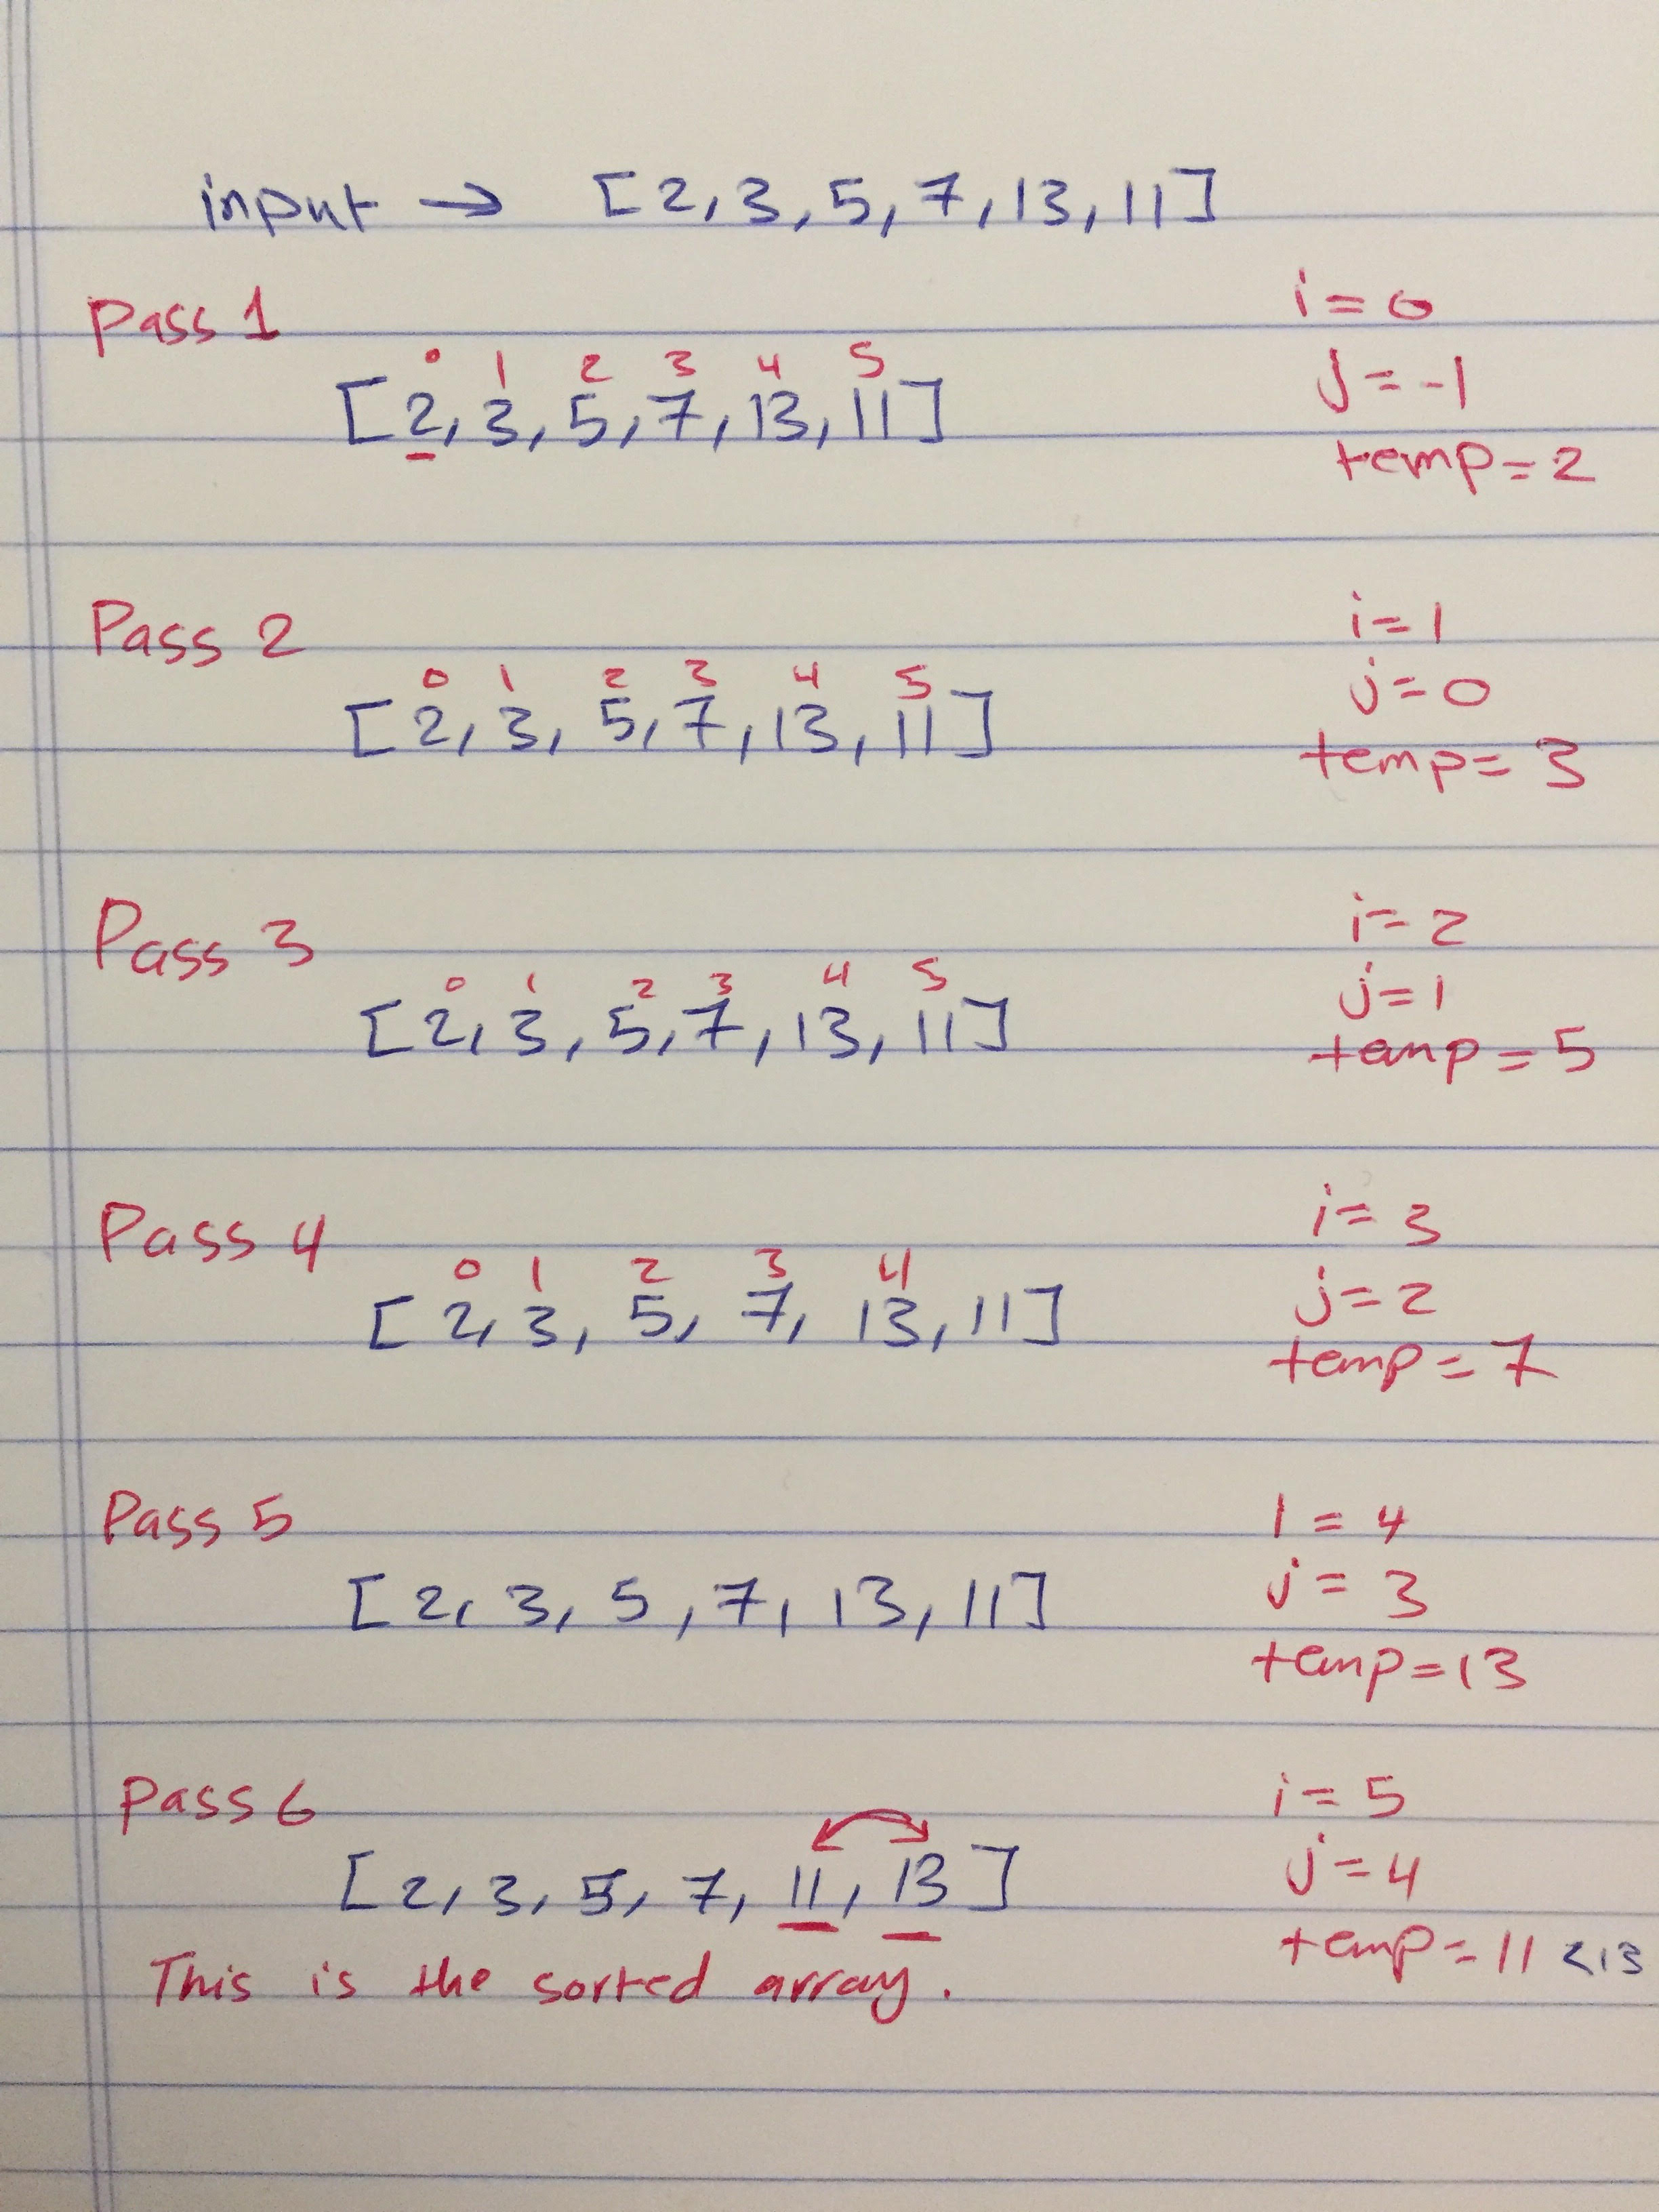 input → [2, 3, 5, 7, 13, 11]
Pass 1
i = 0
0 1 2 3 4 5
j = -1
[2, 3, 5, 7, 13, 11]
temp = 2
Pass 2
i = 1
0 1 2 3 4 5
j = 0
[2, 3, 5, 7, 13, 11]
temp = 3
Pass 3
i = 2
0 1 2 3 4 5
j = 1
[2, 3, 5, 7, 13, 11]
temp = 5
Pass 4
i = 3
0 1 2 3 4
j = 2
[2, 3, 5, 7, 13, 11]
temp = 7
Pass 5
i = 4
[2, 3, 5, 7, 13, 11]
j = 3
temp = 13
Pass 6
i = 5
[2, 3, 5, 7, 11, 13]
j = 4
temp = 11 < 13
This is the sorted array.